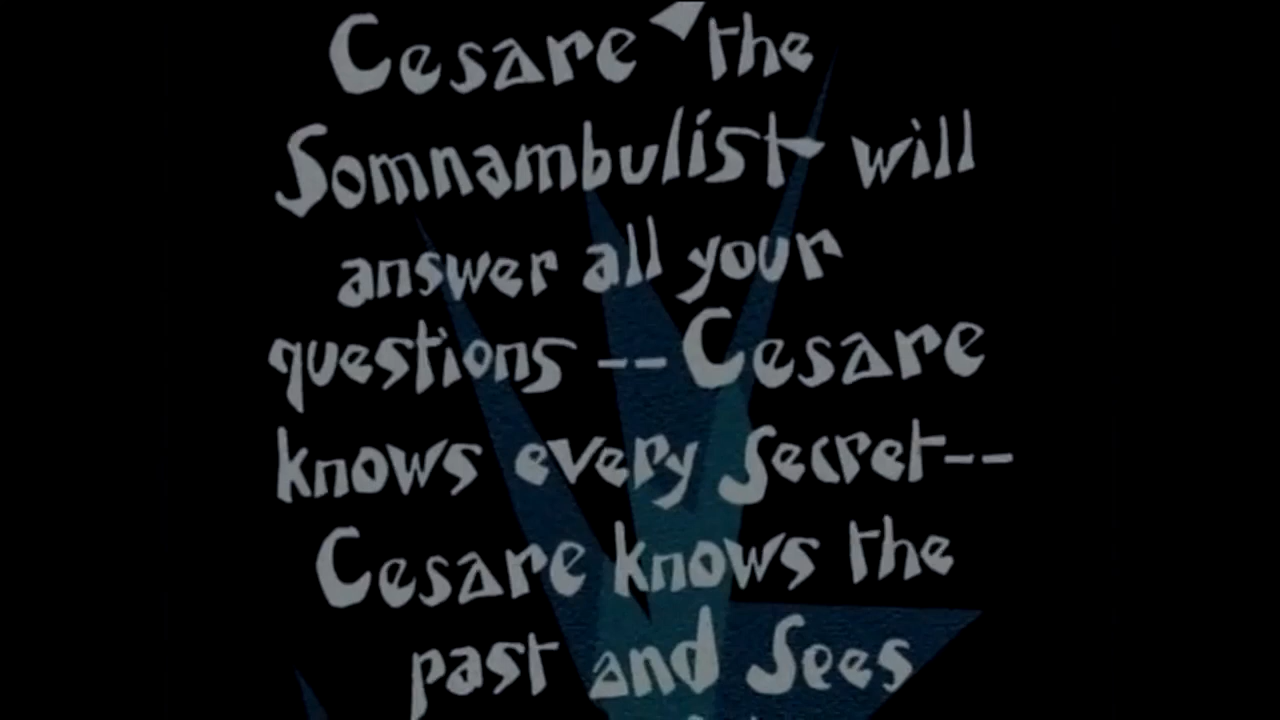 Cesare the
Somnambulist will
answer all your
questions -- Cesare
knows every Secret--
Cesare knows the
past and Sees